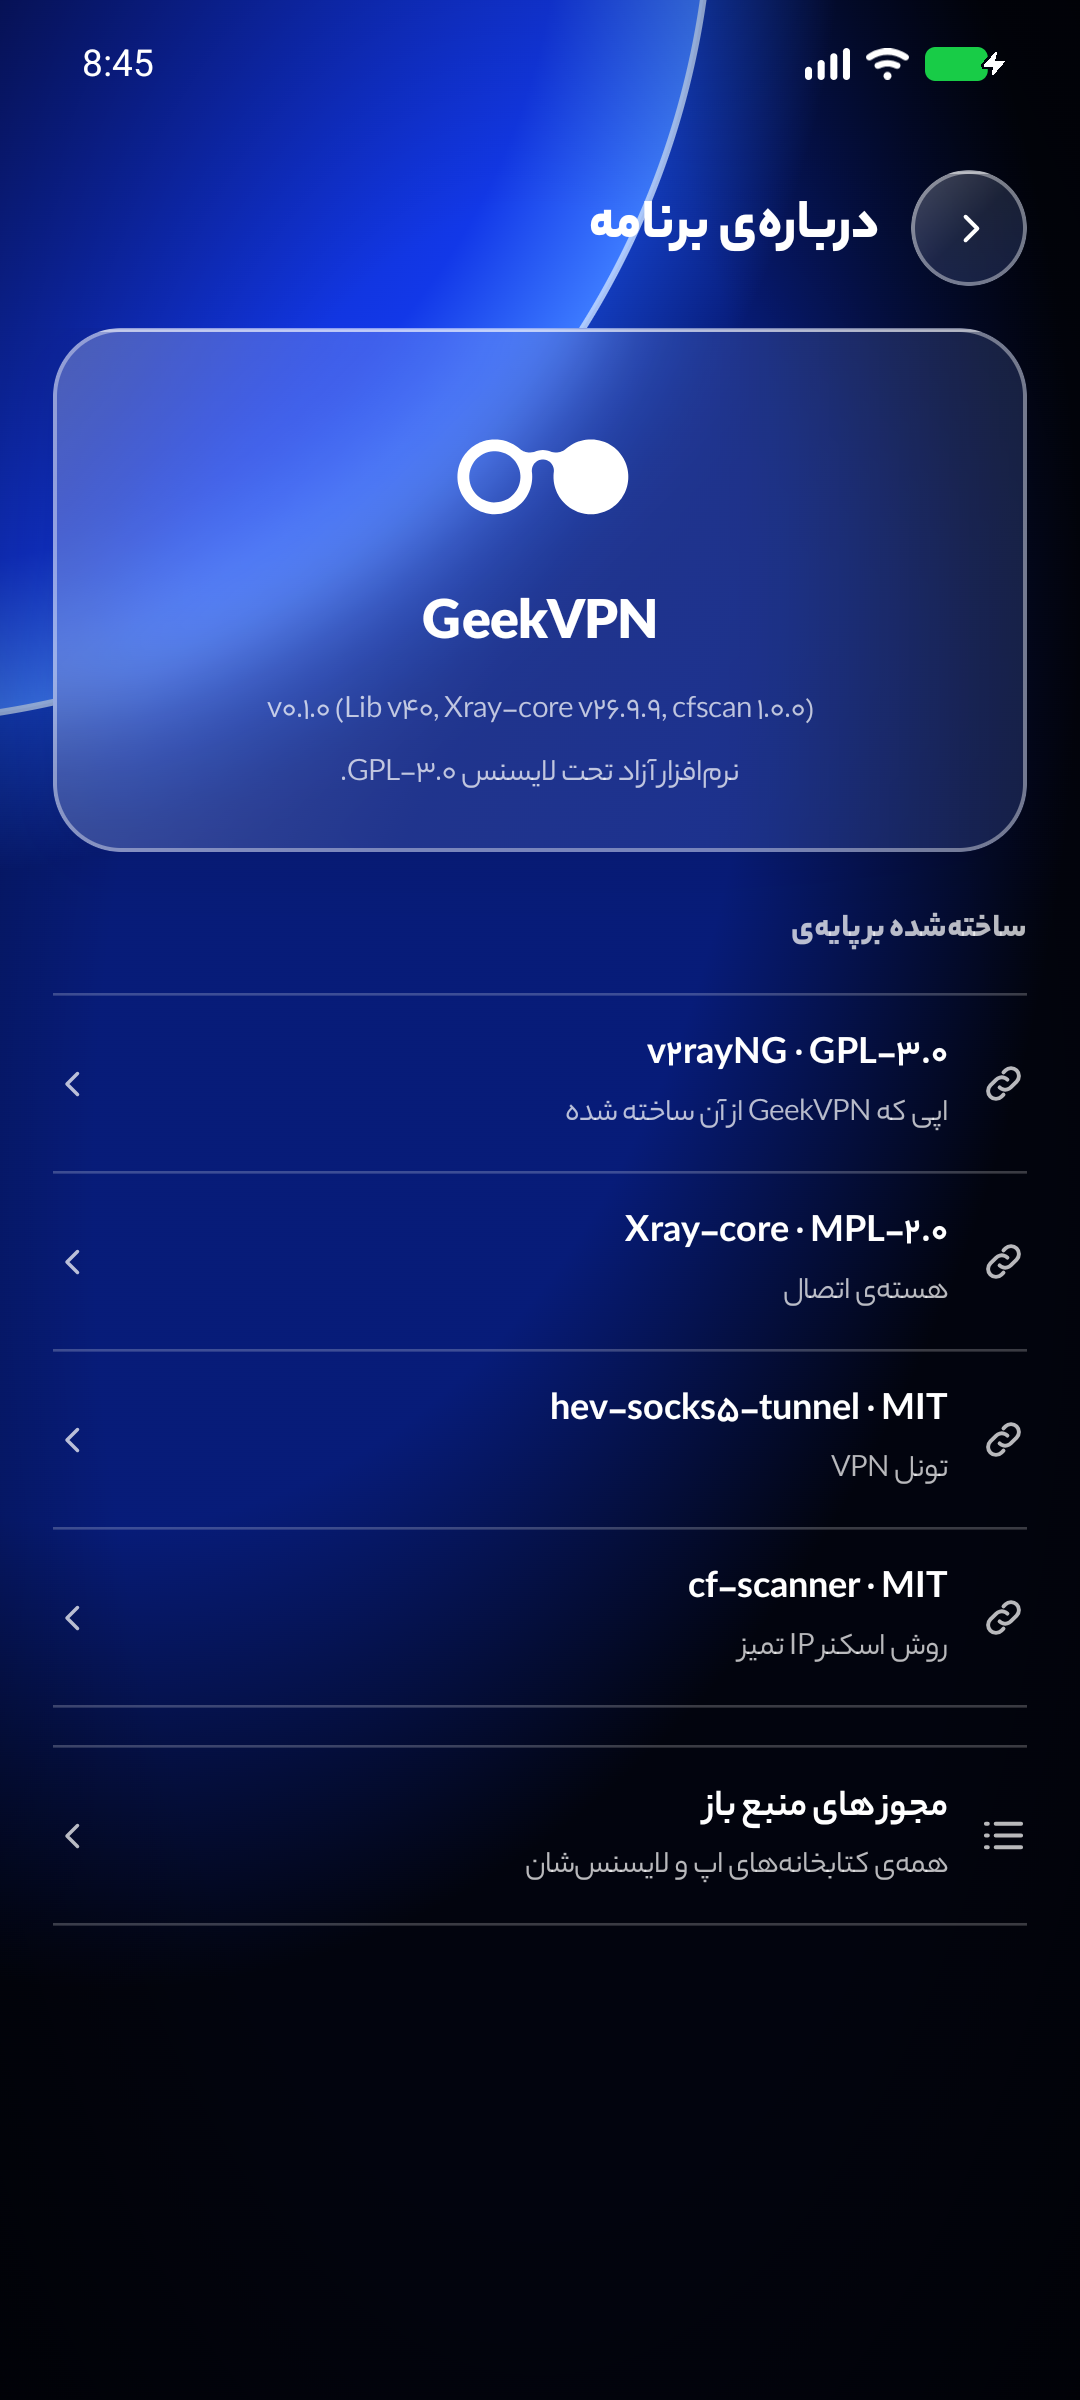 8:45
درباره‌ی برنامه
GeekVPN
v۰.۱.۰ (Lib v۴۰, Xray-core v۲۶.۹.۹, cfscan ۱.۰.۰)
نرم‌افزار آزاد تحت لایسنس GPL-۳.۰.
ساخته‌شده برپایه‌ی
v۲rayNG · GPL-۳.۰
اپی که GeekVPN از آن ساخته شده
Xray-core · MPL-۲.۰
هسته‌ی اتصال
hev-socks۵-tunnel · MIT
تونل VPN
cf-scanner · MIT
روش اسکنر IP تمیز
مجوزهای منبع باز
همه‌ی کتابخانه‌های اپ و لایسنس‌شان